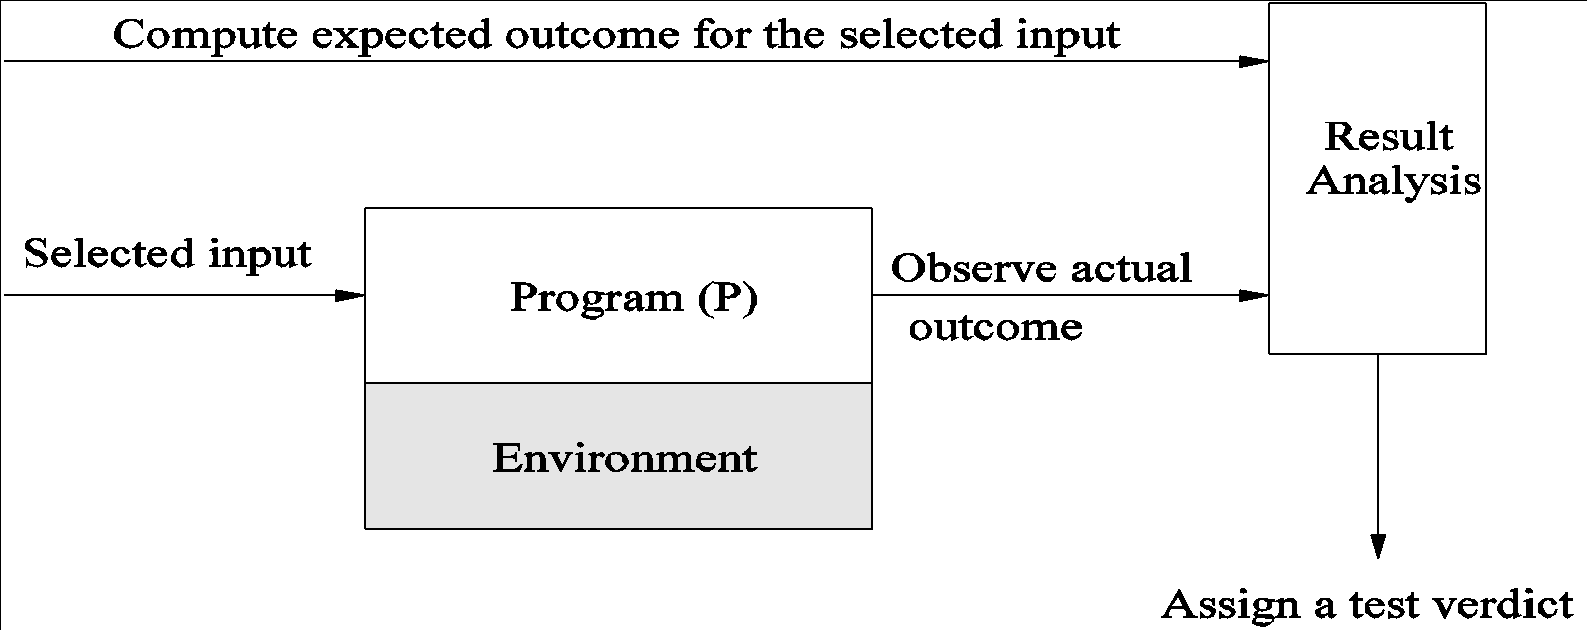 Compute expected outcome for the selected input
Result
Analysis
Selected input
Program (P)
Observe actual
outcome
Environment
Assign a test verdict